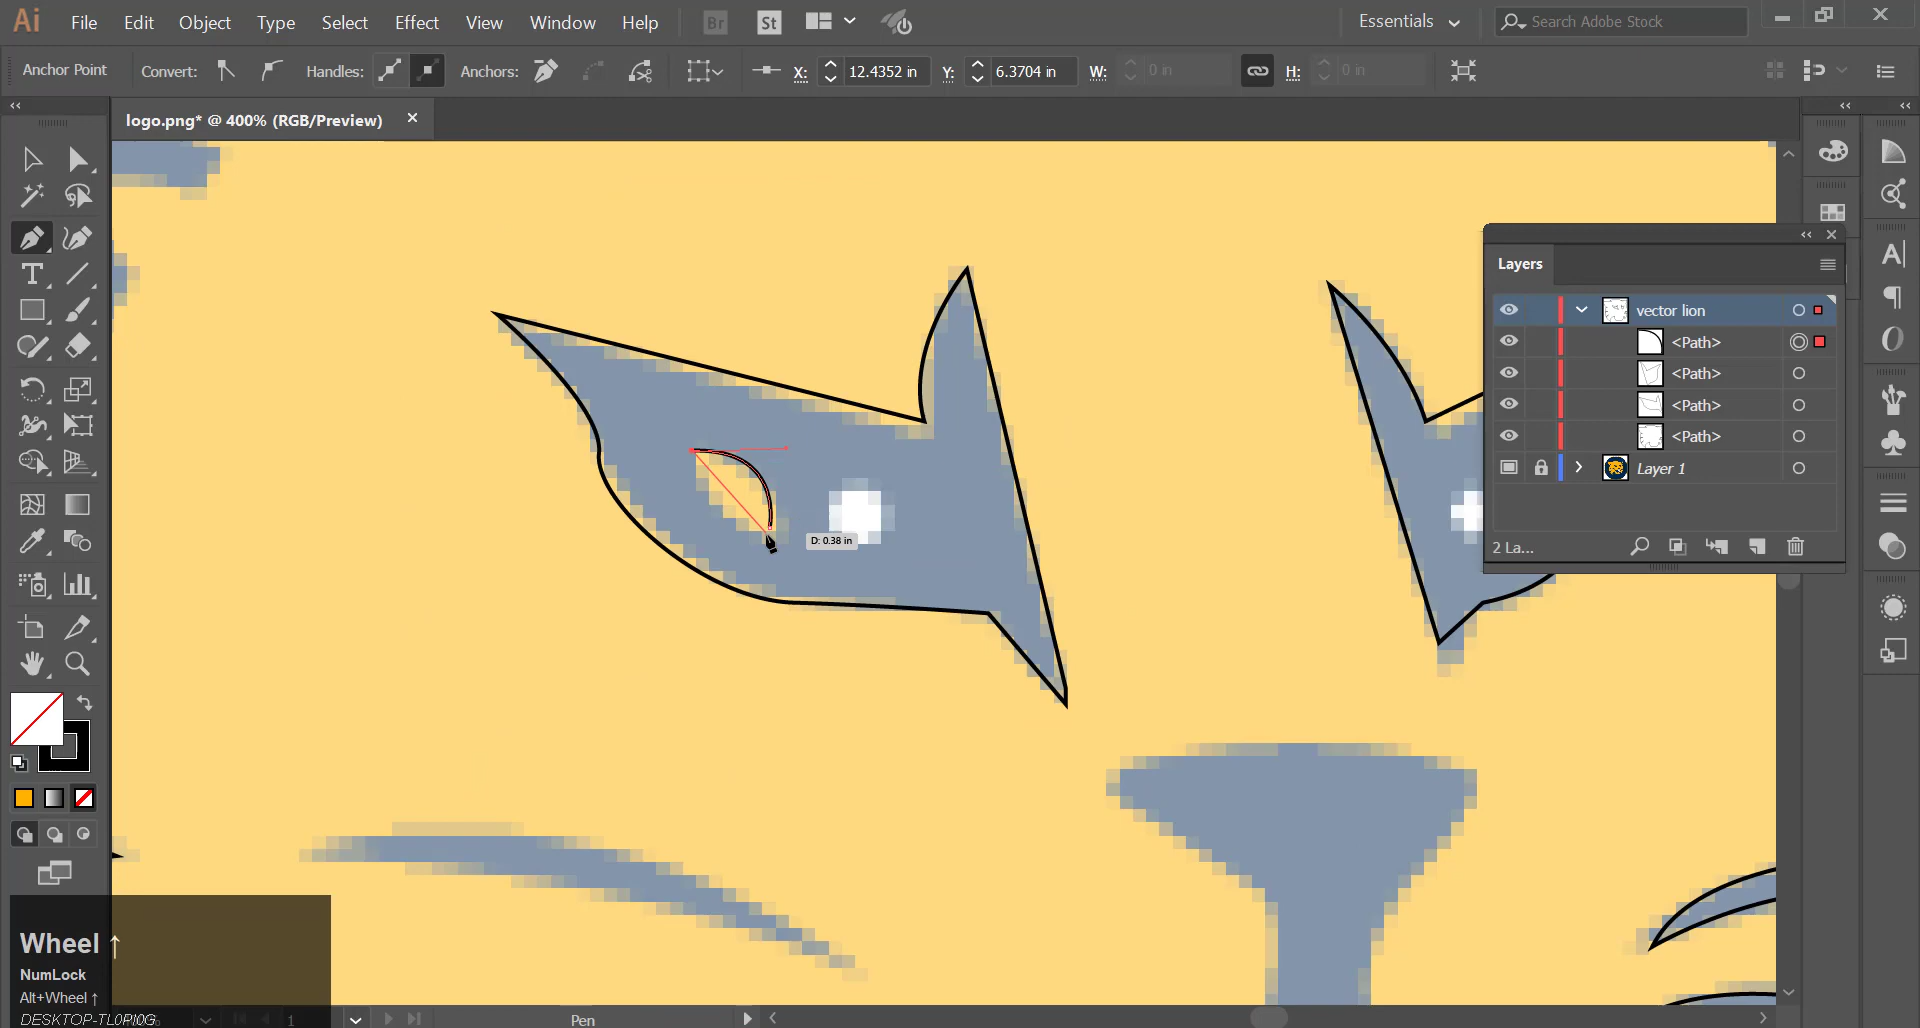 Ai File Edit Object Type Select Effect View Window Help Br St Essentials Search Adobe Stock
Anchor Point Convert: Handles: Anchors: X: 12.4352 in Y: 6.3704 in W: 0 in H: 0 in
logo.png* @ 400% (RGB/Preview)
Layers
vector lion
<Path>
<Path>
<Path>
<Path>
Layer 1
2 La...
D: 0.38 in
Wheel ↑
NumLock
Alt+Wheel ↑
DESKTOP-TL0PI0G
1
Pen